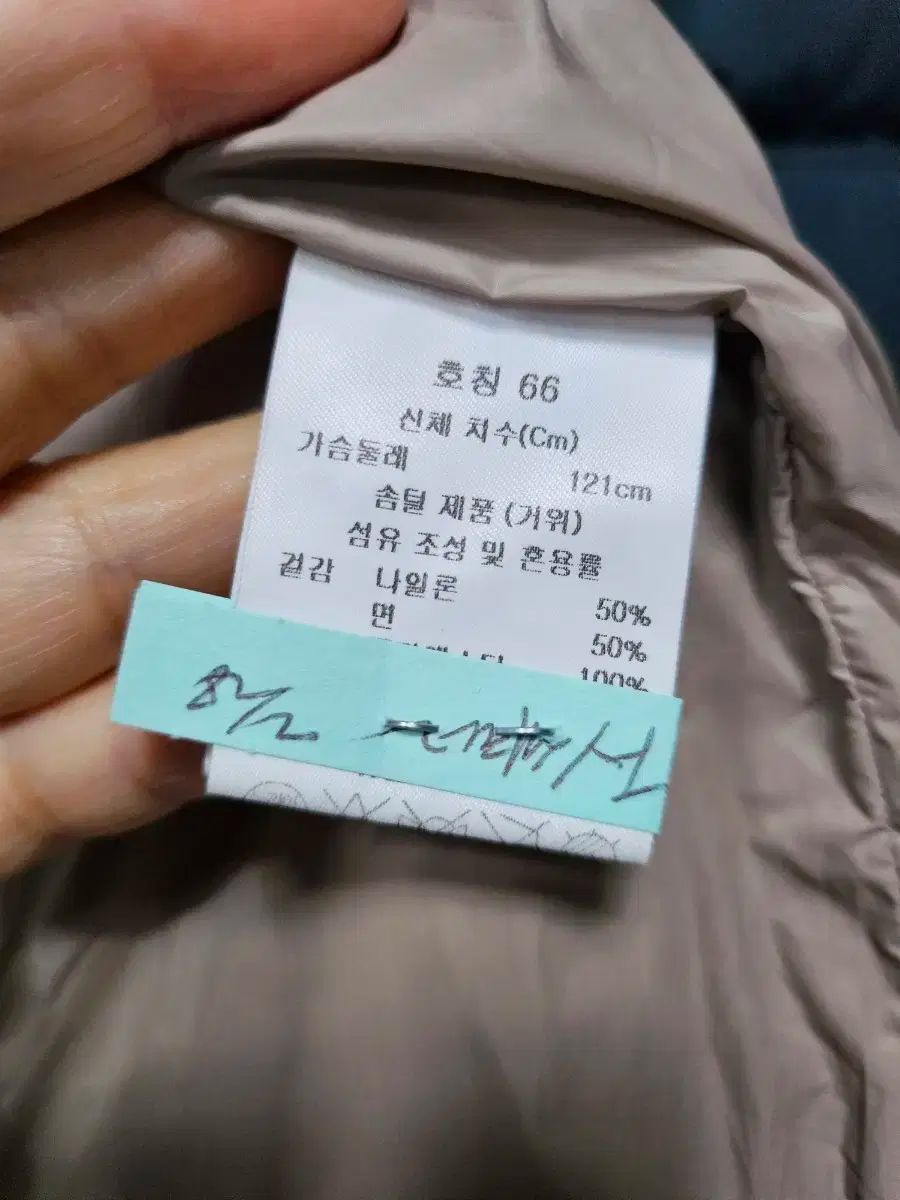 호칭 66
신체 치수(Cm)
가슴둘레 121cm
솜털 제품 (거위)
섬유 조성 및 혼용률
겉감 나일론 50%
면 50%
100%